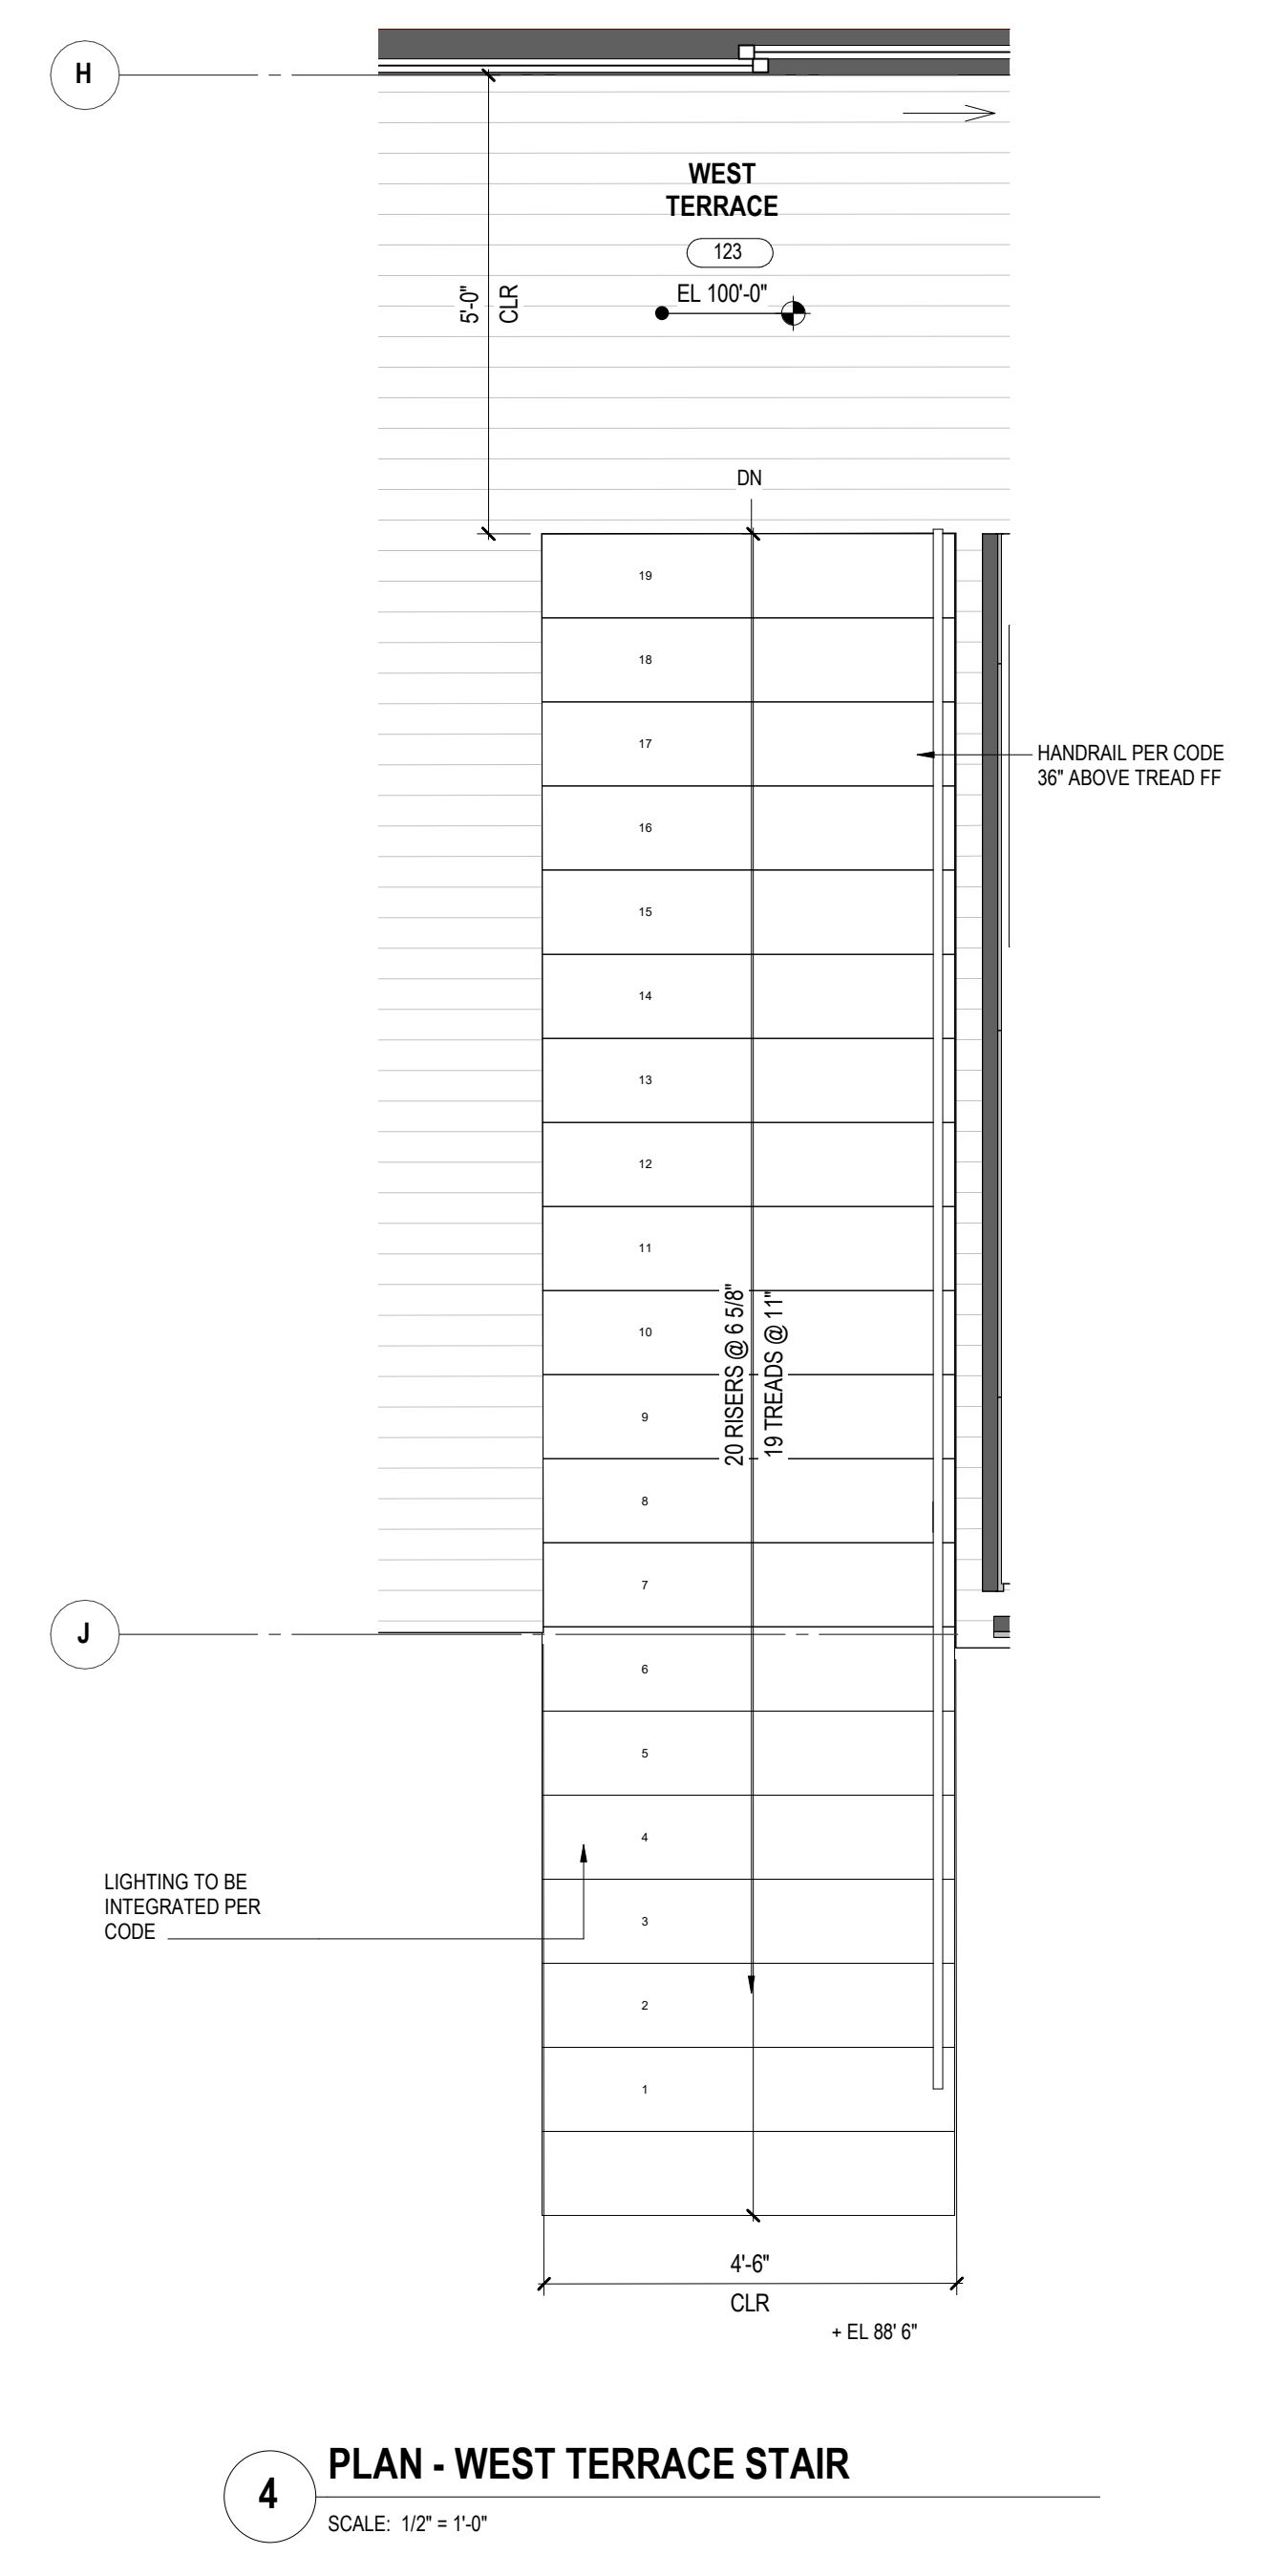 H
WEST
TERRACE
123
EL 100'-0"
5'-0"
CLR
DN
19
18
17
HANDRAIL PER CODE
36" ABOVE TREAD FF
16
15
14
13
12
11
10
20 RISERS @ 6 5/8"
19 TREADS @ 11"
9
8
7
J
6
5
4
LIGHTING TO BE
INTEGRATED PER
CODE
3
2
1
4'-6"
CLR
+ EL 88' 6"
4
PLAN - WEST TERRACE STAIR
SCALE: 1/2" = 1'-0"